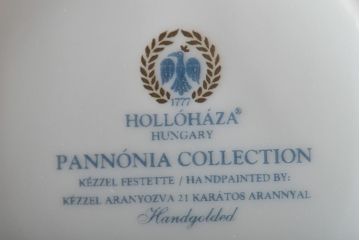 1777
HOLLÓHÁZA®
HUNGARY
PANNÓNIA COLLECTION
KÉZZEL FESTETTE / HANDPAINTED BY:
KÉZZEL ARANYOZVA 21 KARÁTOS ARANNYAL
Handgolded